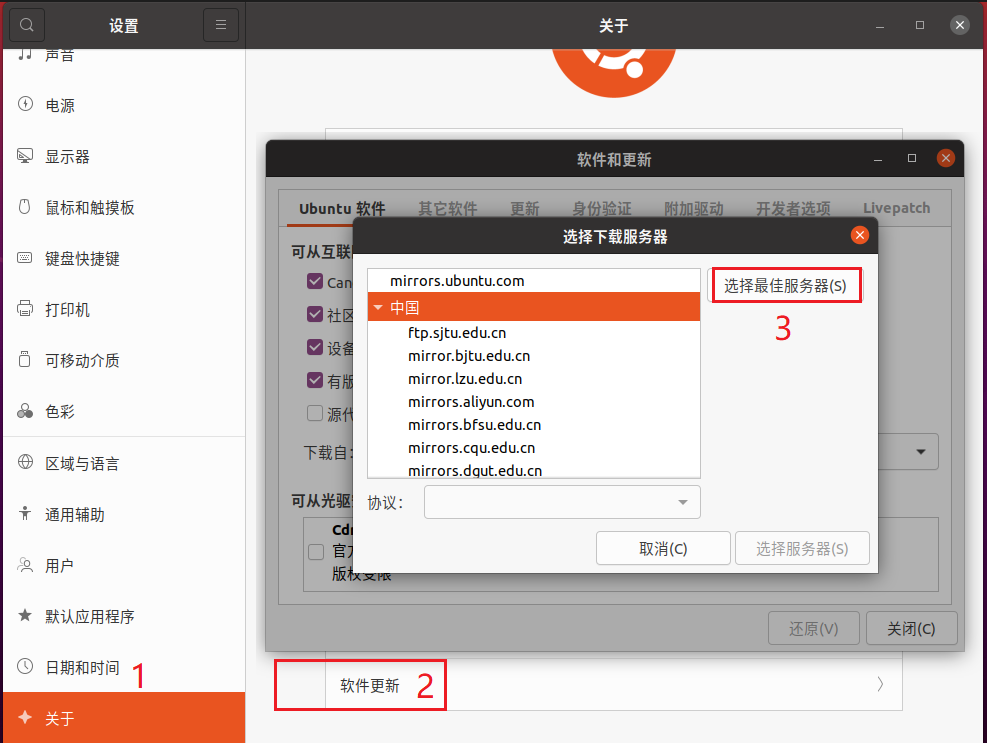 设置
关于
声音
电源
显示器
鼠标和触摸板
键盘快捷键
打印机
可移动介质
色彩
区域与语言
通用辅助
用户
默认应用程序
日期和时间
1
关于
软件和更新
Ubuntu 软件 其它软件 更新 身份验证 附加驱动 开发者选项 Livepatch
可从互联
Can
社区
设备
有版
源代
下载自:
可从光驱
Cdr
官方
版权受限
还原(V) 关闭(C)
选择下载服务器
mirrors.ubuntu.com
中国
ftp.sjtu.edu.cn
mirror.bjtu.edu.cn
mirror.lzu.edu.cn
mirrors.aliyun.com
mirrors.bfsu.edu.cn
mirrors.cqu.edu.cn
mirrors.dgut.edu.cn
选择最佳服务器(S)
3
协议：
取消(C) 选择服务器(S)
软件更新 2